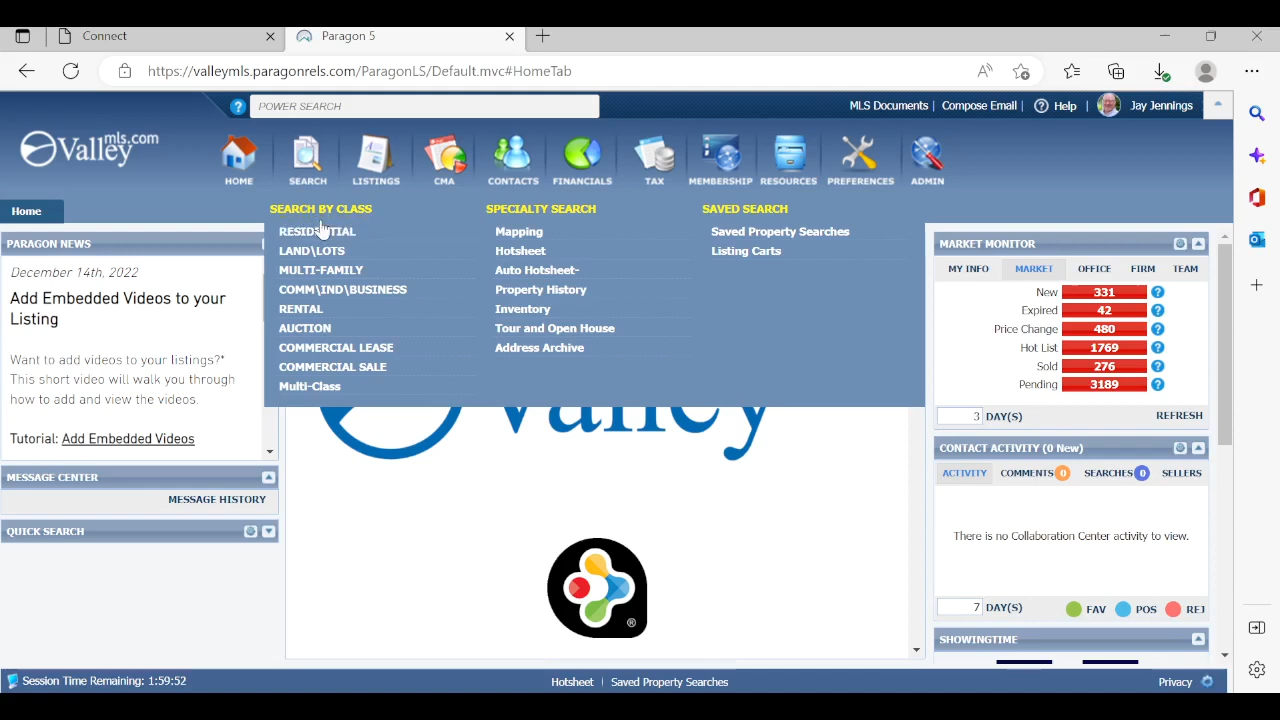 Connect
Paragon 5
https://valleymls.paragonrels.com/ParagonLS/Default.mvc#HomeTab
? POWER SEARCH
MLS Documents | Compose Email | ? Help | Jay Jennings
Valleymls.com
HOME SEARCH LISTINGS CMA CONTACTS FINANCIALS TAX MEMBERSHIP RESOURCES PREFERENCES ADMIN
Home
SEARCH BY CLASS
RESIDENTIAL
LAND\LOTS
MULTI-FAMILY
COMM\IND\BUSINESS
RENTAL
AUCTION
COMMERCIAL LEASE
COMMERCIAL SALE
Multi-Class
SPECIALTY SEARCH
Mapping
Hotsheet
Auto Hotsheet-
Property History
Inventory
Tour and Open House
Address Archive
SAVED SEARCH
Saved Property Searches
Listing Carts
PARAGON NEWS
December 14th, 2022
Add Embedded Videos to your
Listing
Want to add videos to your listings?*
This short video will walk you through
how to add and view the videos.
Tutorial: Add Embedded Videos
MESSAGE CENTER
MESSAGE HISTORY
QUICK SEARCH
Valley
®
MARKET MONITOR
MY INFO MARKET OFFICE FIRM TEAM
New 331 ?
Expired 42 ?
Price Change 480 ?
Hot List 1769 ?
Sold 276 ?
Pending 3189 ?
3 DAY(S) REFRESH
CONTACT ACTIVITY (0 New)
ACTIVITY COMMENTS 0 SEARCHES 0 SELLERS
There is no Collaboration Center activity to view.
7 DAY(S) FAV POS REJ
SHOWINGTIME
Session Time Remaining: 1:59:52
Hotsheet | Saved Property Searches
Privacy